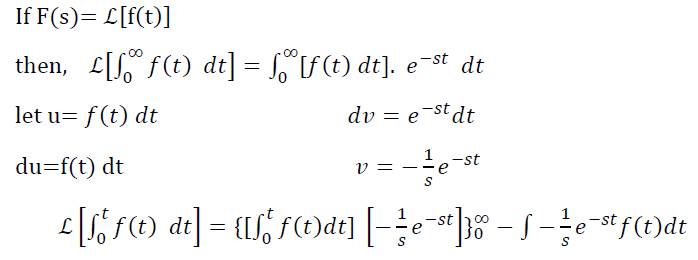 If F(s)= ℒ[f(t)]
then, ℒ[∫₀^∞ f(t) dt] = ∫₀^∞ [f(t) dt]. e^{−st} dt
let u= f(t) dt dv = e^{−st}dt
du=f(t) dt v = −(1/s)e^{−st}
ℒ[∫₀^t f(t) dt] = {[∫₀^t f(t)dt] [−(1/s)e^{−st}]}₀^∞ − ∫ −(1/s)e^{−st}f(t)dt